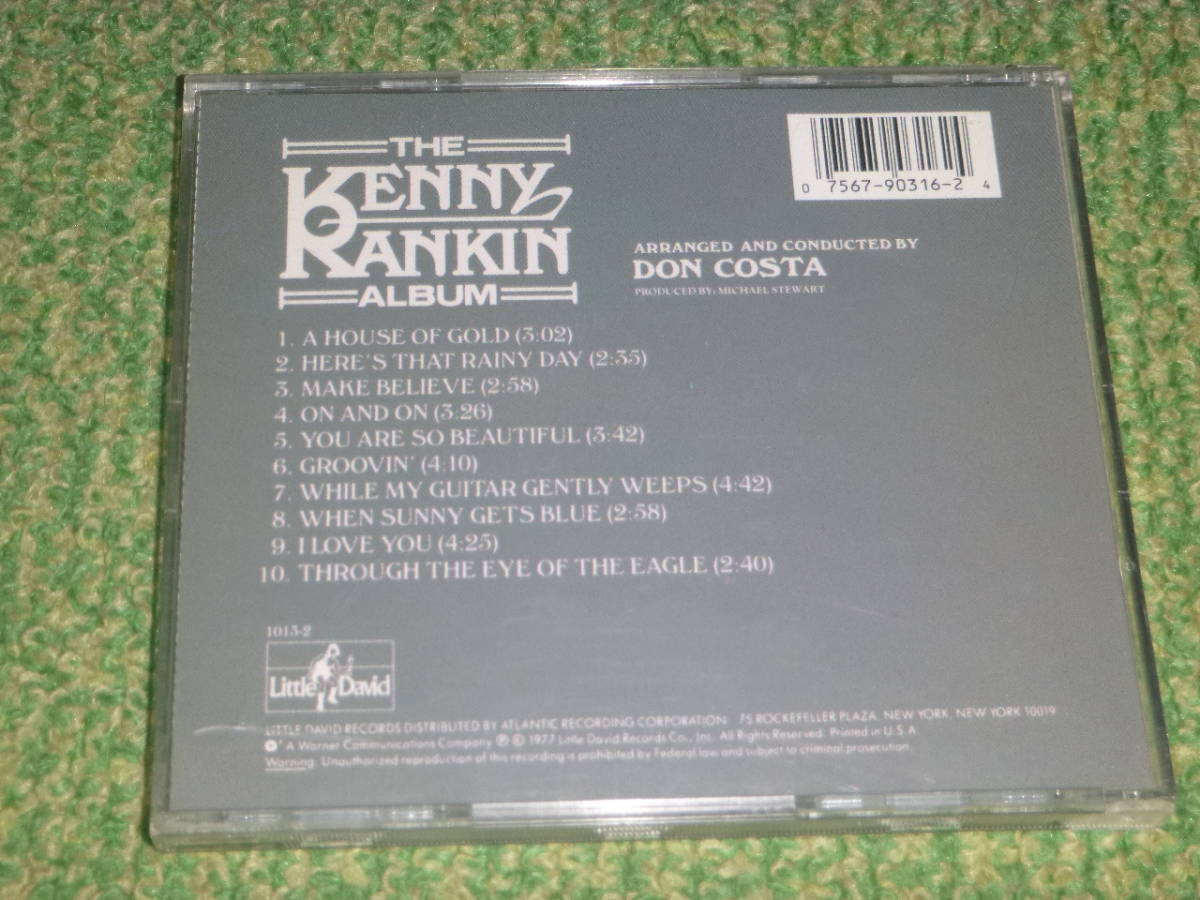 THE
KENNY
RANKIN
ALBUM
0 7567-90316-2 4
ARRANGED AND CONDUCTED BY
DON COSTA
PRODUCED BY: MICHAEL STEWART
1. A HOUSE OF GOLD (3:02)
2. HERE'S THAT RAINY DAY (2:35)
3. MAKE BELIEVE (2:58)
4. ON AND ON (3:26)
5. YOU ARE SO BEAUTIFUL (3:42)
6. GROOVIN' (4:10)
7. WHILE MY GUITAR GENTLY WEEPS (4:42)
8. WHEN SUNNY GETS BLUE (2:58)
9. I LOVE YOU (4:25)
10. THROUGH THE EYE OF THE EAGLE (2:40)
1013-2
Little David
LITTLE DAVID RECORDS DISTRIBUTED BY ATLANTIC RECORDING CORPORATION 75 ROCKEFELLER PLAZA, NEW YORK, NEW YORK 10019
A Warner Communications Company ℗ © 1977 Little David Records Co., Inc. All Rights Reserved. Printed in U.S.A.
Warning: Unauthorized reproduction of this recording is prohibited by Federal law and subject to criminal prosecution.